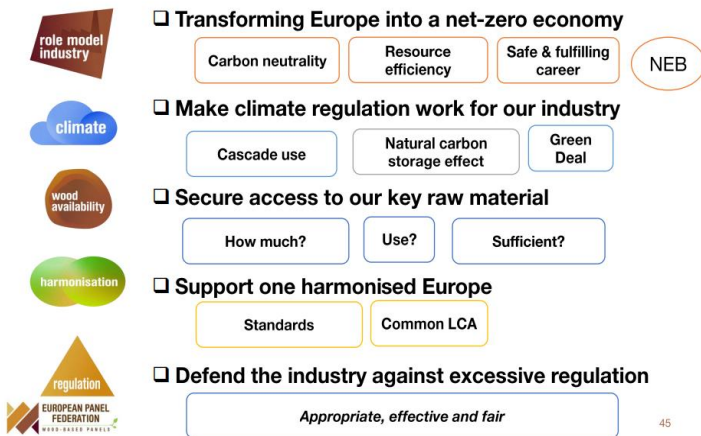 role model
industry
❑ Transforming Europe into a net-zero economy
Carbon neutrality
Resource
efficiency
Safe & fulfilling
career
NEB
climate
❑ Make climate regulation work for our industry
Cascade use
Natural carbon
storage effect
Green
Deal
wood
availability
❑ Secure access to our key raw material
How much?
Use?
Sufficient?
harmonisation
❑ Support one harmonised Europe
Standards
Common LCA
regulation
❑ Defend the industry against excessive regulation
Appropriate, effective and fair
EUROPEAN PANEL
FEDERATION
WOOD-BASED PANELS
45